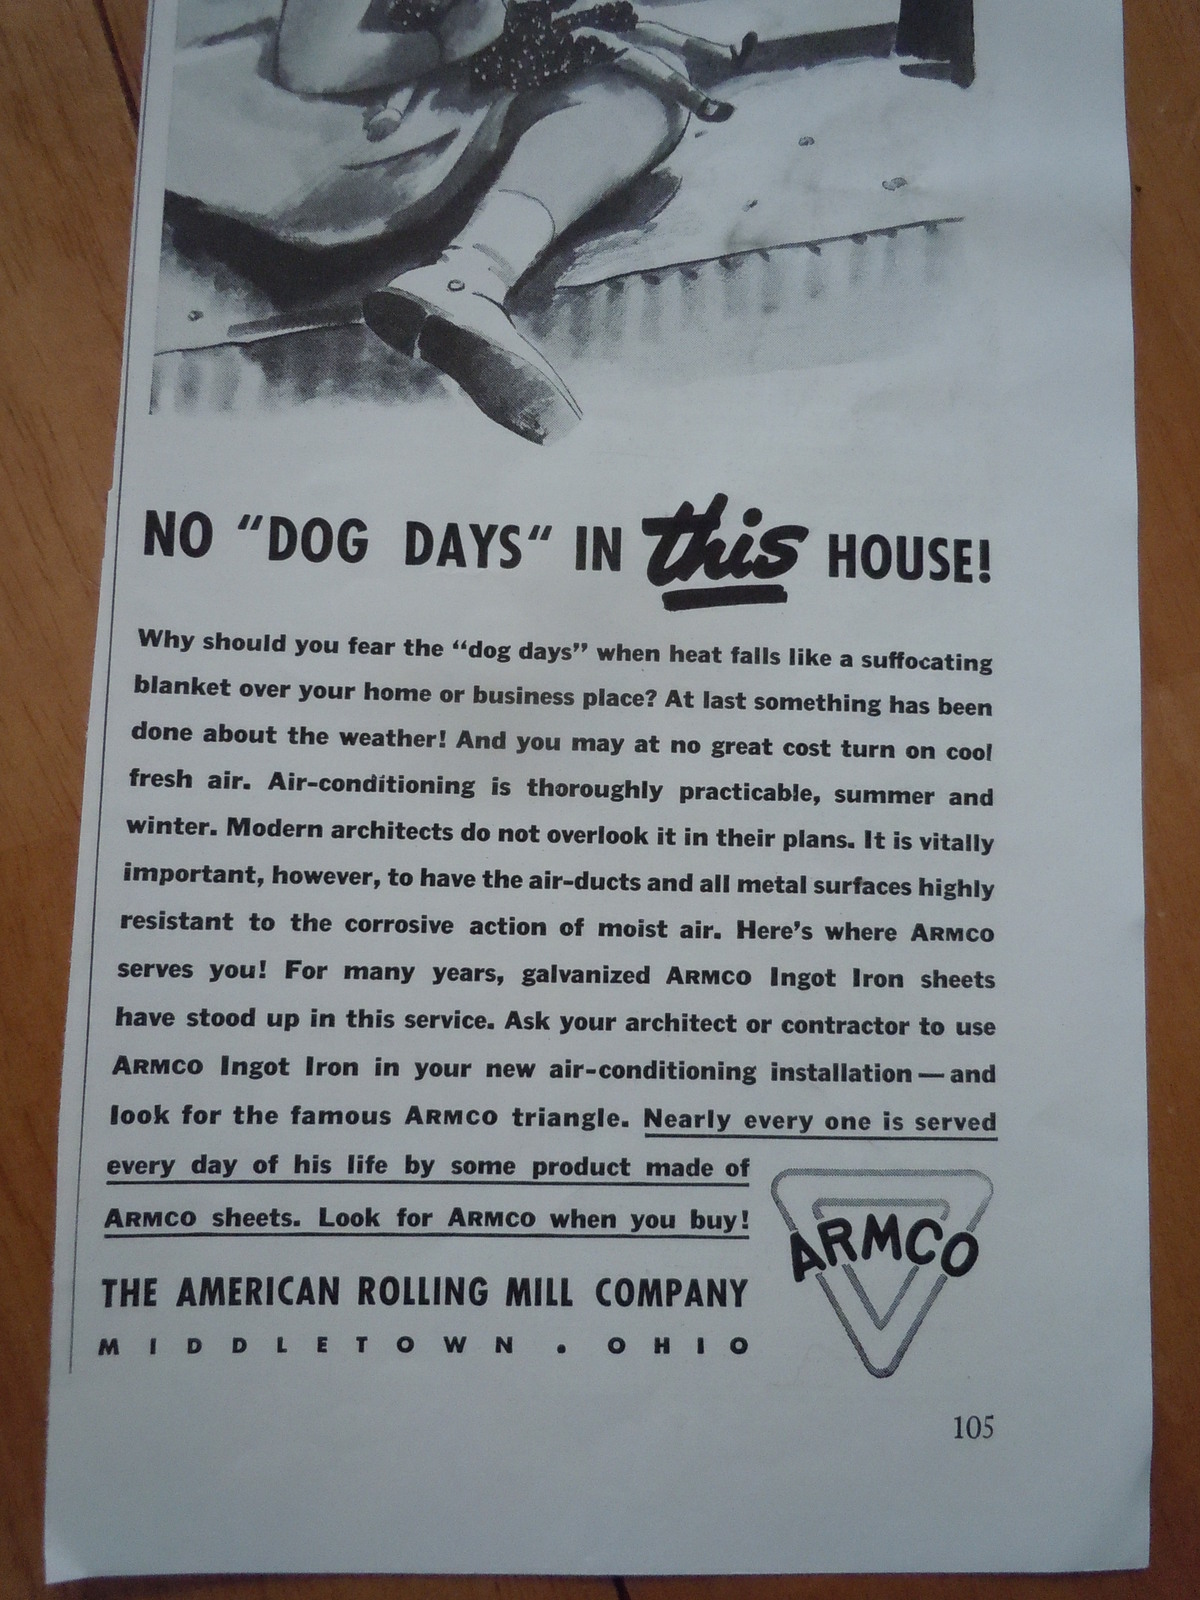 NO “DOG DAYS“ IN this HOUSE!
Why should you fear the “dog days” when heat falls like a suffocating
blanket over your home or business place? At last something has been
done about the weather! And you may at no great cost turn on cool
fresh air. Air-conditioning is thoroughly practicable, summer and
winter. Modern architects do not overlook it in their plans. It is vitally
important, however, to have the air-ducts and all metal surfaces highly
resistant to the corrosive action of moist air. Here’s where ARMCO
serves you! For many years, galvanized ARMCO Ingot Iron sheets
have stood up in this service. Ask your architect or contractor to use
ARMCO Ingot Iron in your new air-conditioning installation — and
look for the famous ARMCO triangle. Nearly every one is served
every day of his life by some product made of
ARMCO sheets. Look for ARMCO when you buy!
ARMCO
THE AMERICAN ROLLING MILL COMPANY
MIDDLETOWN . OHIO
105